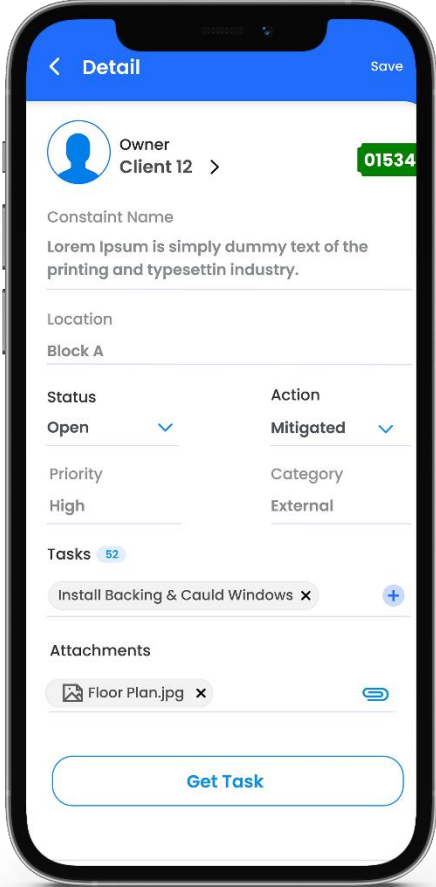 Detail
Save
Owner
Client 12
01534
Constaint Name
Lorem Ipsum is simply dummy text of the
printing and typesettin industry.
Location
Block A
Status
Action
Open
Mitigated
Priority
Category
High
External
Tasks 52
Install Backing & Cauld Windows
Attachments
Floor Plan.jpg
Get Task